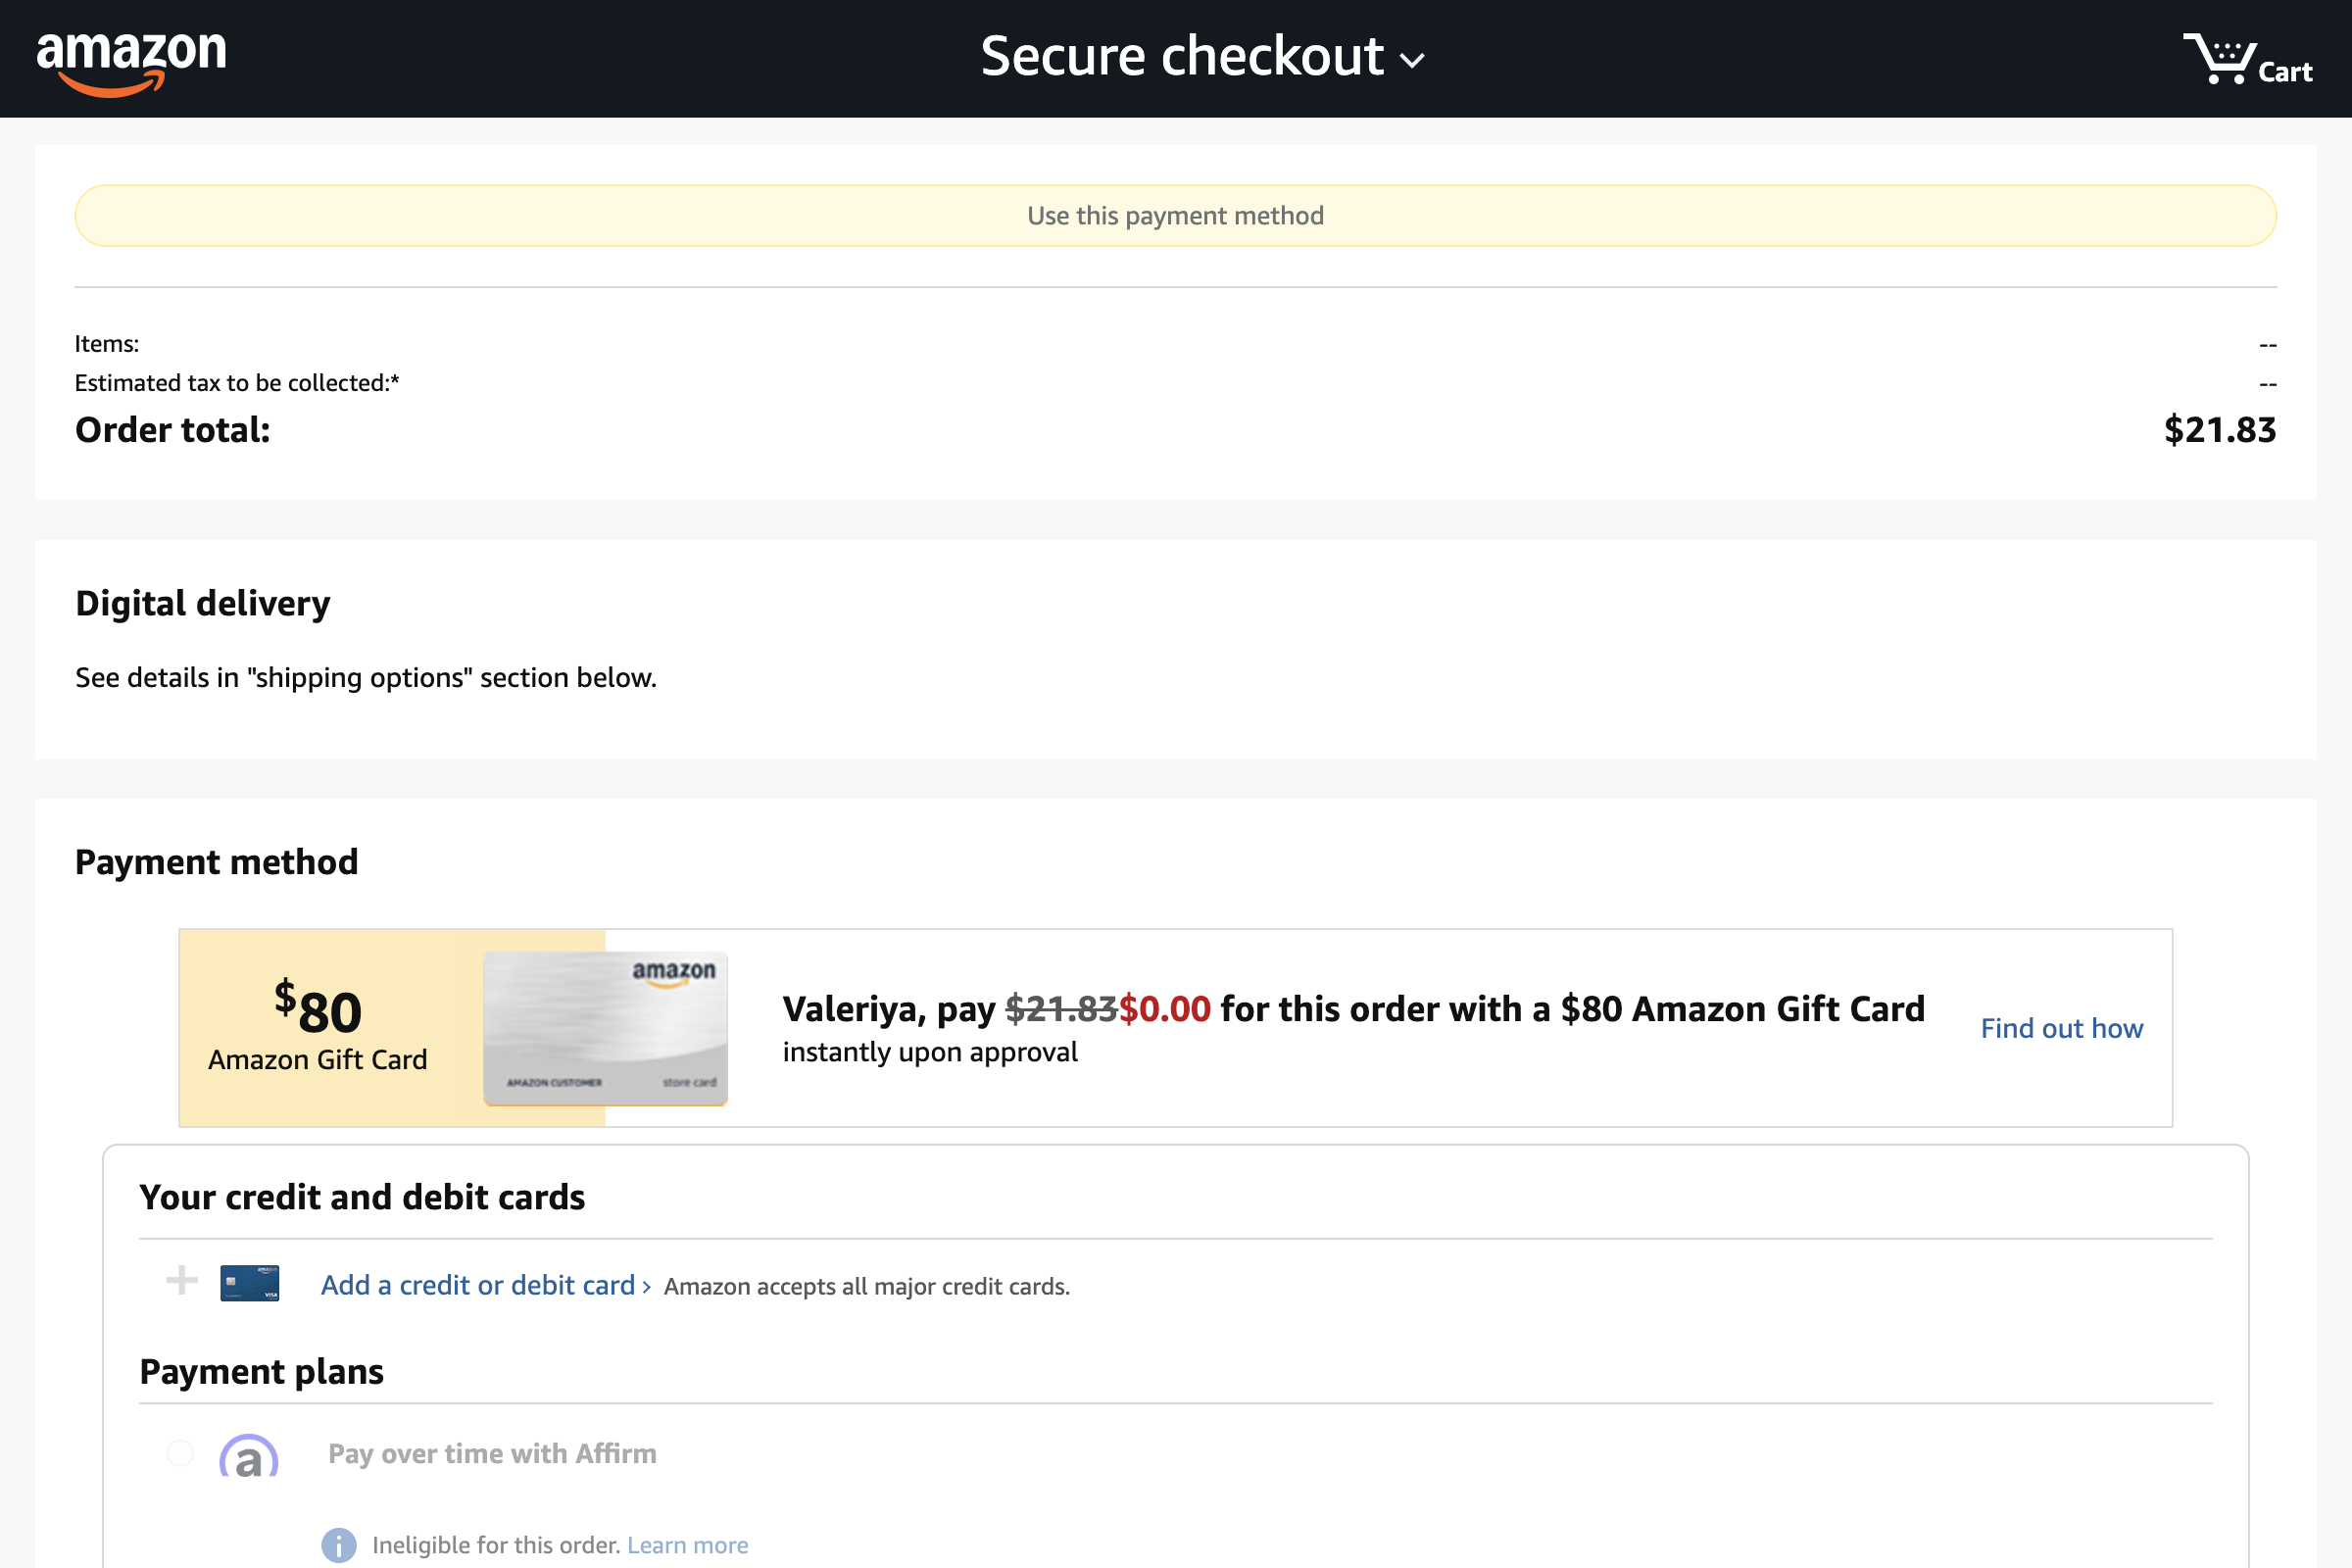 amazon
Secure checkout
Cart
Use this payment method
Items: --
Estimated tax to be collected:* --
Order total: $21.83
Digital delivery
See details in "shipping options" section below.
Payment method
$80
Amazon Gift Card
amazon
AMAZON CUSTOMER store card
Valeriya, pay $21.83$0.00 for this order with a $80 Amazon Gift Card
instantly upon approval
Find out how
Your credit and debit cards
Add a credit or debit card › Amazon accepts all major credit cards.
Payment plans
a
Pay over time with Affirm
i Ineligible for this order. Learn more